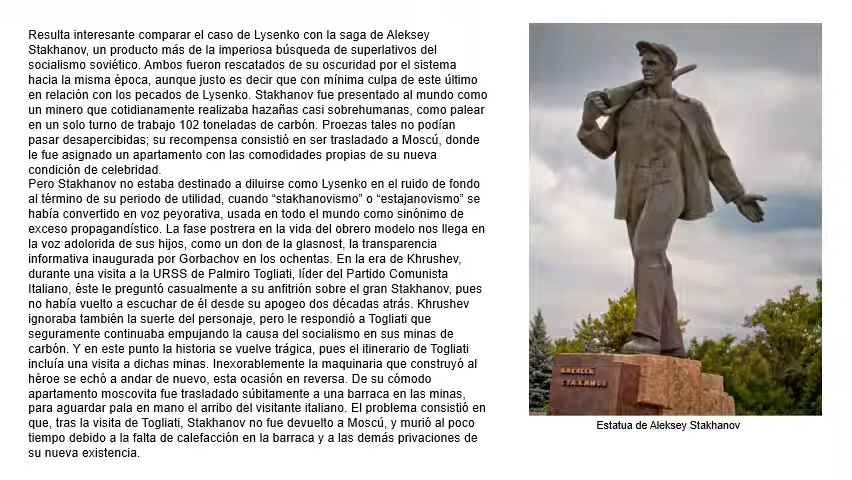 Resulta interesante comparar el caso de Lysenko con la saga de Aleksey
Stakhanov, un producto más de la imperiosa búsqueda de superlativos del
socialismo soviético. Ambos fueron rescatados de su oscuridad por el sistema
hacia la misma época, aunque justo es decir que con mínima culpa de este último
en relación con los pecados de Lysenko. Stakhanov fue presentado al mundo como
un minero que cotidianamente realizaba hazañas casi sobrehumanas, como palear
en un solo turno de trabajo 102 toneladas de carbón. Proezas tales no podían
pasar desapercibidas; su recompensa consistió en ser trasladado a Moscú, donde
le fue asignado un apartamento con las comodidades propias de su nueva
condición de celebridad.
Pero Stakhanov no estaba destinado a diluirse como Lysenko en el ruido de fondo
al término de su periodo de utilidad, cuando “stakhanovismo” o “estajanovismo” se
había convertido en voz peyorativa, usada en todo el mundo como sinónimo de
exceso propagandístico. La fase postrera en la vida del obrero modelo nos llega en
la voz adolorida de sus hijos, como un don de la glasnost, la transparencia
informativa inaugurada por Gorbachov en los ochentas. En la era de Khrushev,
durante una visita a la URSS de Palmiro Togliati, líder del Partido Comunista
Italiano, éste le preguntó casualmente a su anfitrión sobre el gran Stakhanov, pues
no había vuelto a escuchar de él desde su apogeo dos décadas atrás. Khrushev
ignoraba también la suerte del personaje, pero le respondió a Togliati que
seguramente continuaba empujando la causa del socialismo en sus minas de
carbón. Y en este punto la historia se vuelve trágica, pues el itinerario de Togliati
incluía una visita a dichas minas. Inexorablemente la maquinaria que construyó al
héroe se echó a andar de nuevo, esta ocasión en reversa. De su cómodo
apartamento moscovita fue trasladado súbitamente a una barraca en las minas,
para aguardar pala en mano el arribo del visitante italiano. El problema consistió en
que, tras la visita de Togliati, Stakhanov no fue devuelto a Moscú, y murió al poco
tiempo debido a la falta de calefacción en la barraca y a las demás privaciones de
su nueva existencia.
АЛЕКСЕЙ
СТАХАНОВ
Estatua de Aleksey Stakhanov